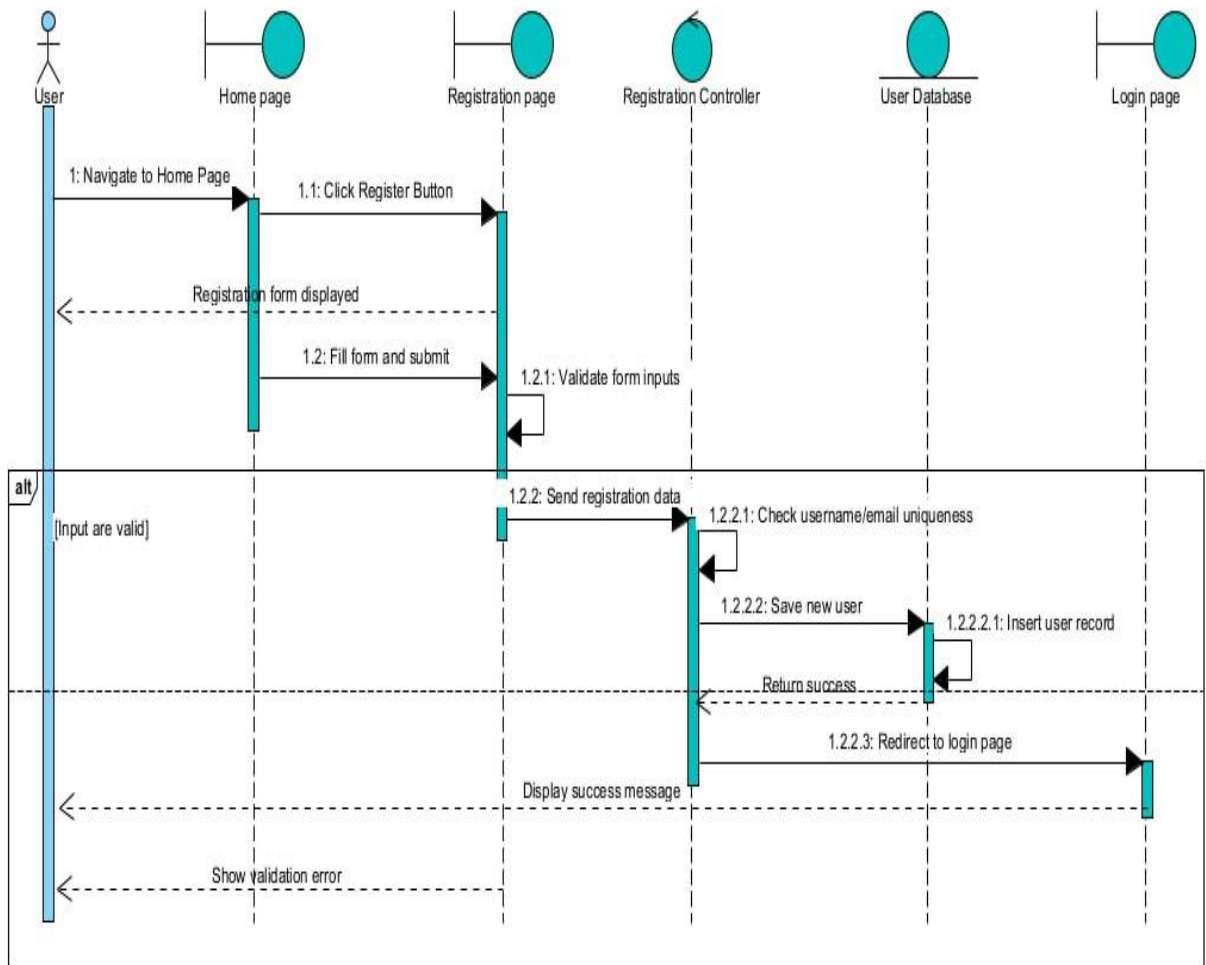 User
Home page
Registration page
Registration Controller
User Database
Login page
1: Navigate to Home Page
1.1: Click Register Button
Registration form displayed
1.2: Fill form and submit
1.2.1: Validate form inputs
alt
1.2.2: Send registration data
1.2.2.1: Check username/email uniqueness
[Input are valid]
1.2.2.2: Save new user
1.2.2.2.1: Insert user record
Return success
1.2.2.3: Redirect to login page
Display success message
Show validation error